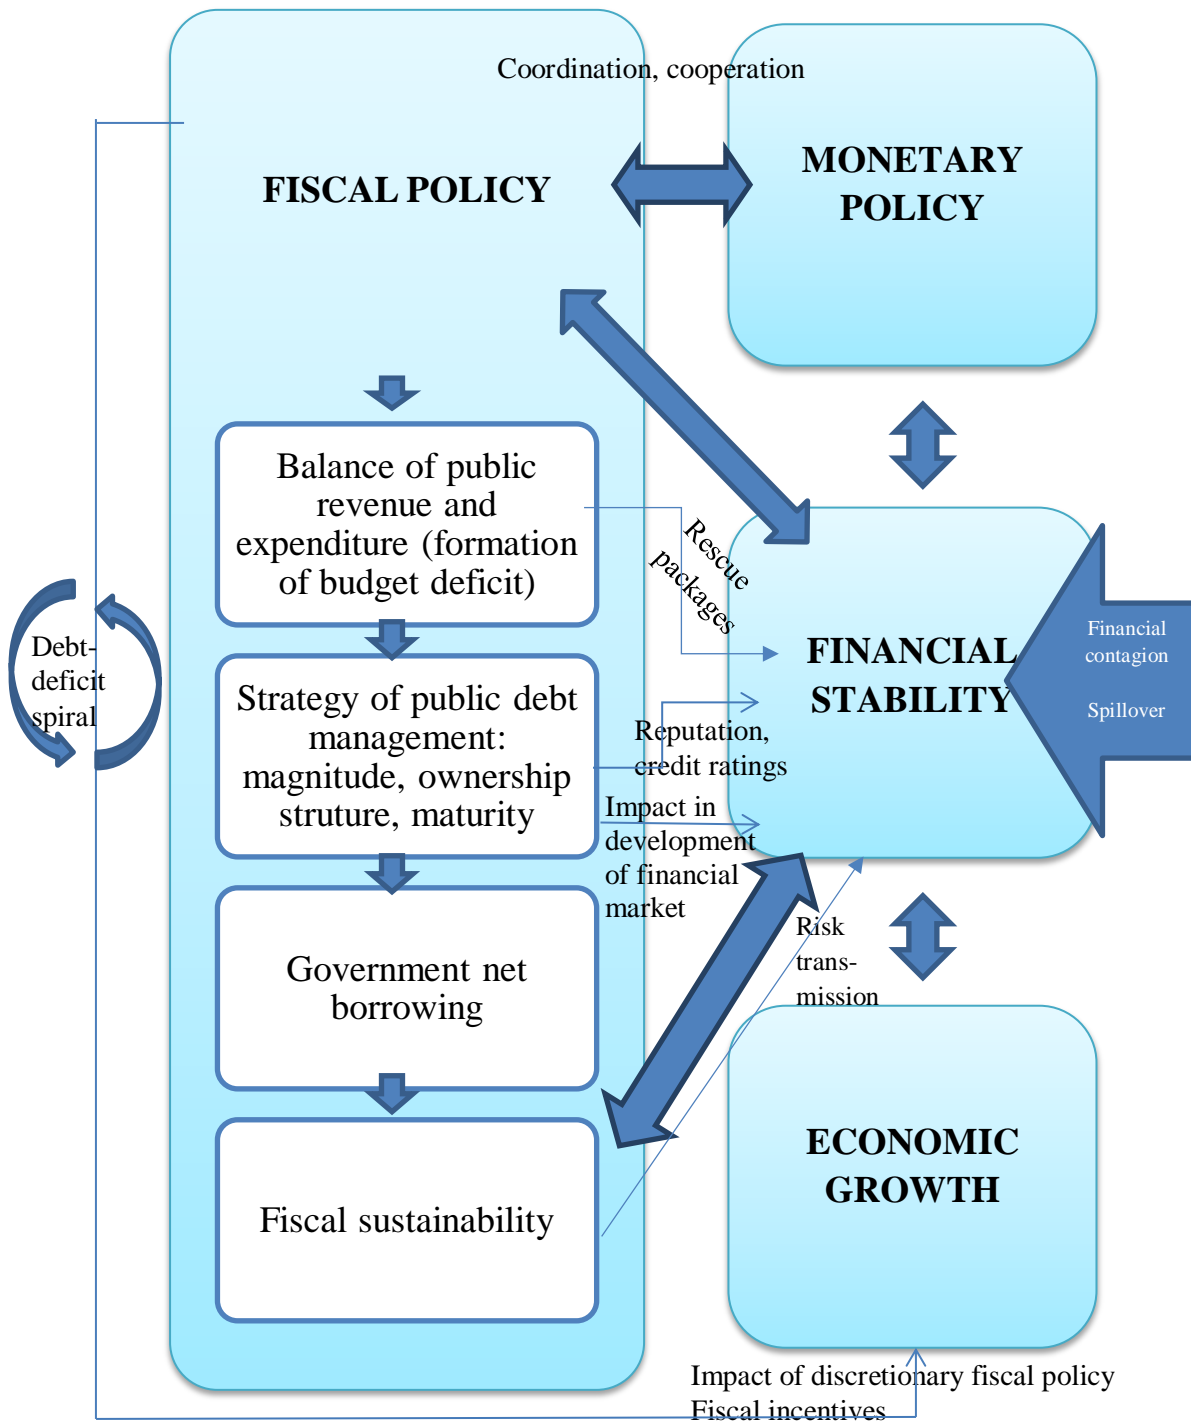 Coordination, cooperation
FISCAL POLICY
MONETARY
POLICY
Balance of public
revenue and
expenditure (formation
of budget deficit)
Rescue
packages
Strategy of public debt
management:
magnitude, ownership
struture, maturity
Reputation,
credit ratings
Impact in
development
of financial
market
FINANCIAL
STABILITY
Financial
contagion
Spillover
Debt-
deficit
spiral
Government net
borrowing
Risk
trans-
mission
Fiscal sustainability
ECONOMIC
GROWTH
Impact of discretionary fiscal policy
Fiscal incentives